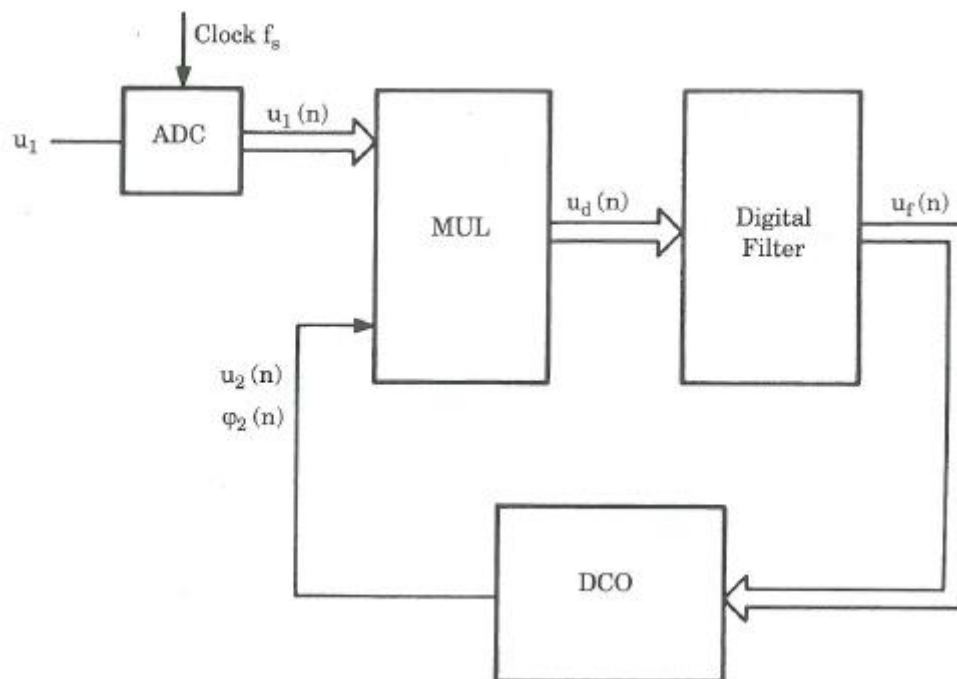 Clock fs
u1
ADC
u1 (n)
MUL
ud (n)
Digital
Filter
uf (n)
u2 (n)
φ2 (n)
DCO